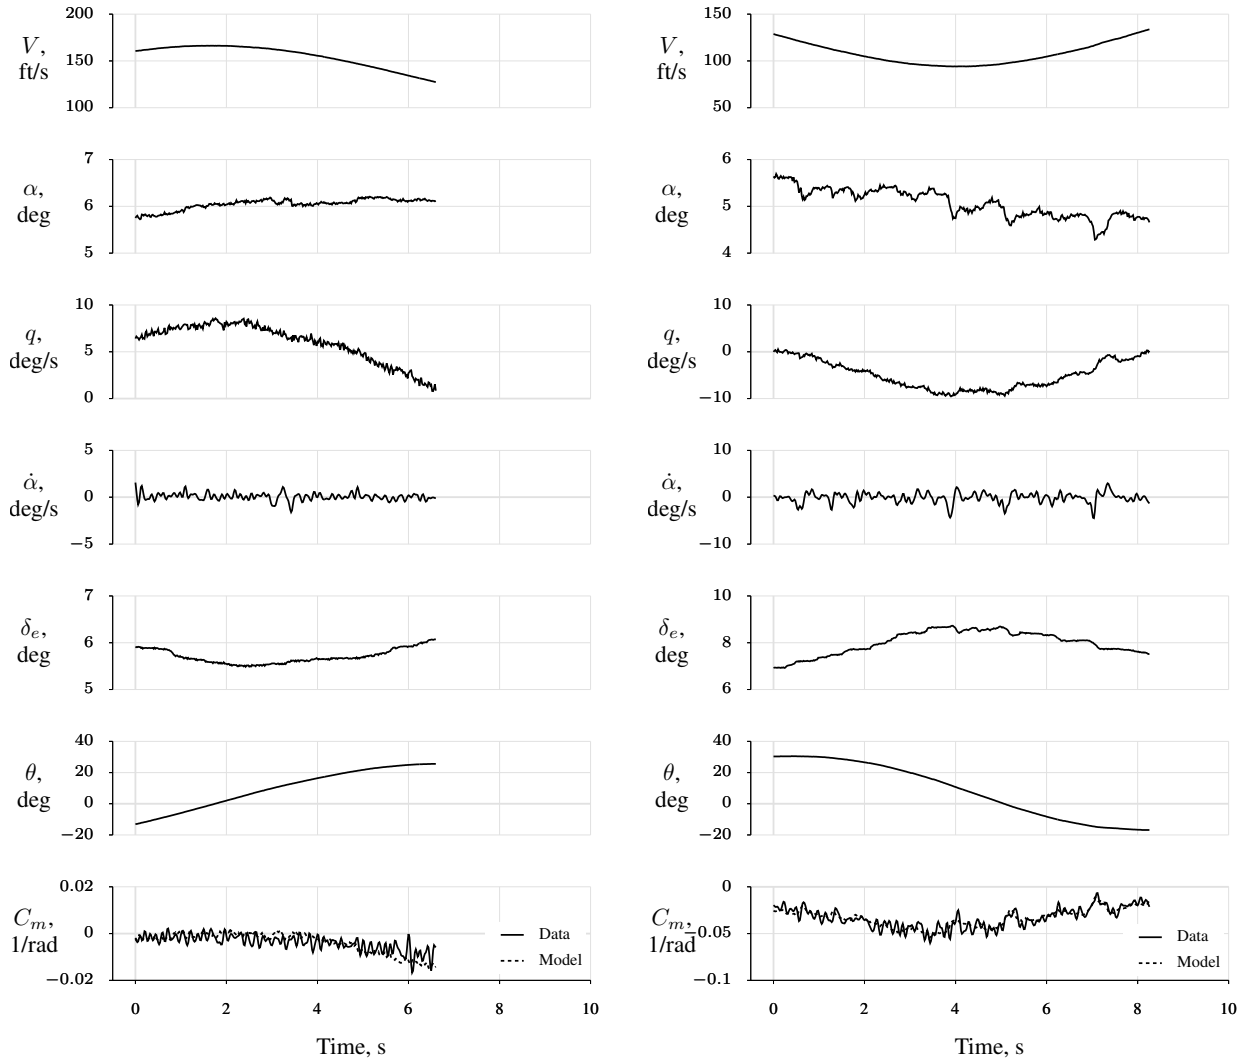 200
V,
150
ft/s
100
7
α,
6
deg
5
10
q,
5
deg/s
0
5
α̇,
0
deg/s
−5
7
δe,
6
deg
5
40
θ,
20
deg
0
−20
0.02
Cm,
0
1/rad
−0.02
Data
Model
0 2 4 6 8 10
Time, s
150
V,
100
ft/s
50
6
α,
5
deg
4
q,
0
deg/s
−10
10
α̇,
0
deg/s
−10
10
δe,
8
deg
6
40
θ,
20
deg
0
−20
0
Cm,
−0.05
1/rad
−0.1
Data
Model
0 2 4 6 8 10
Time, s